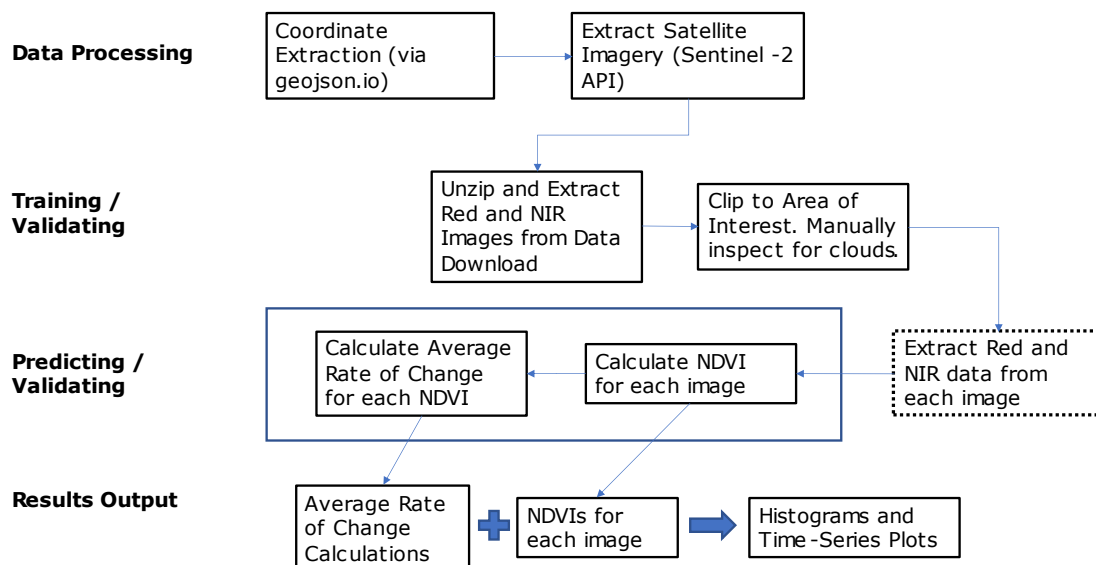 Data Processing
Coordinate
Extraction (via
geojson.io)
Extract Satellite
Imagery (Sentinel -2
API)
Training /
Validating
Unzip and Extract
Red and NIR
Images from Data
Download
Clip to Area of
Interest. Manually
inspect for clouds.
Predicting /
Validating
Calculate Average
Rate of Change
for each NDVI
Calculate NDVI
for each image
Extract Red and
NIR data from
each image
Results Output
Average Rate
of Change
Calculations
NDVIs for
each image
Histograms and
Time-Series Plots